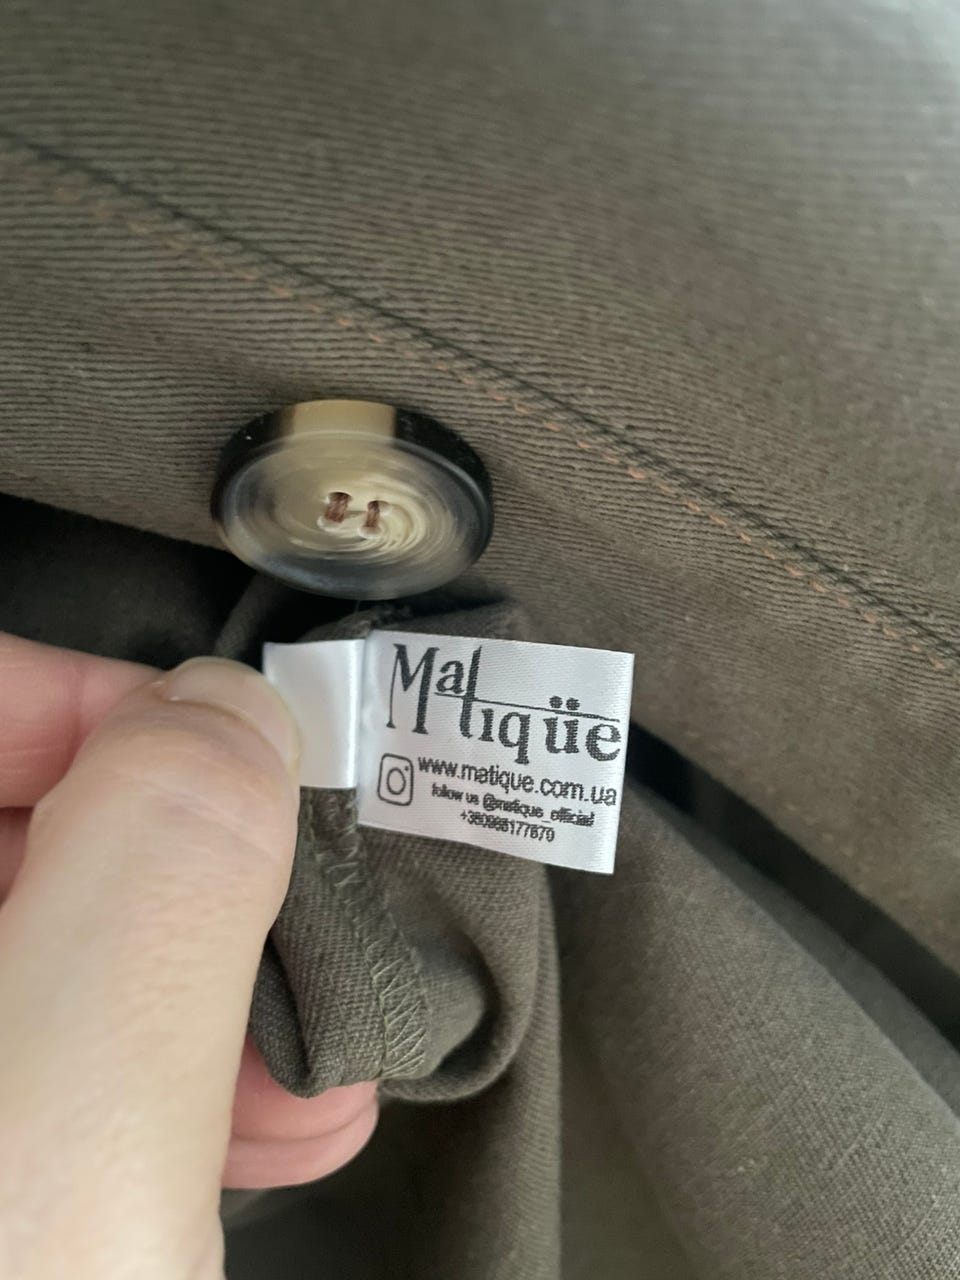 Matiqüe
www.matique.com.ua
follow us @matique_official